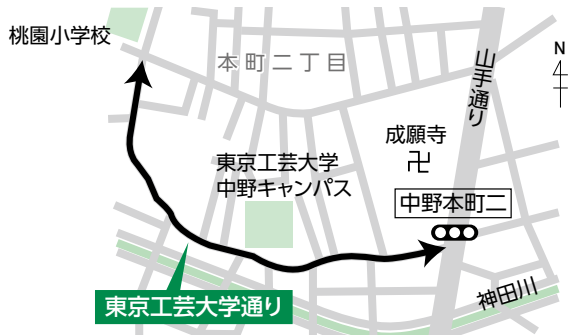 桃園小学校
本町二丁目
山手通り
N
成願寺
卍
東京工芸大学
中野キャンパス
中野本町二
神田川
東京工芸大学通り